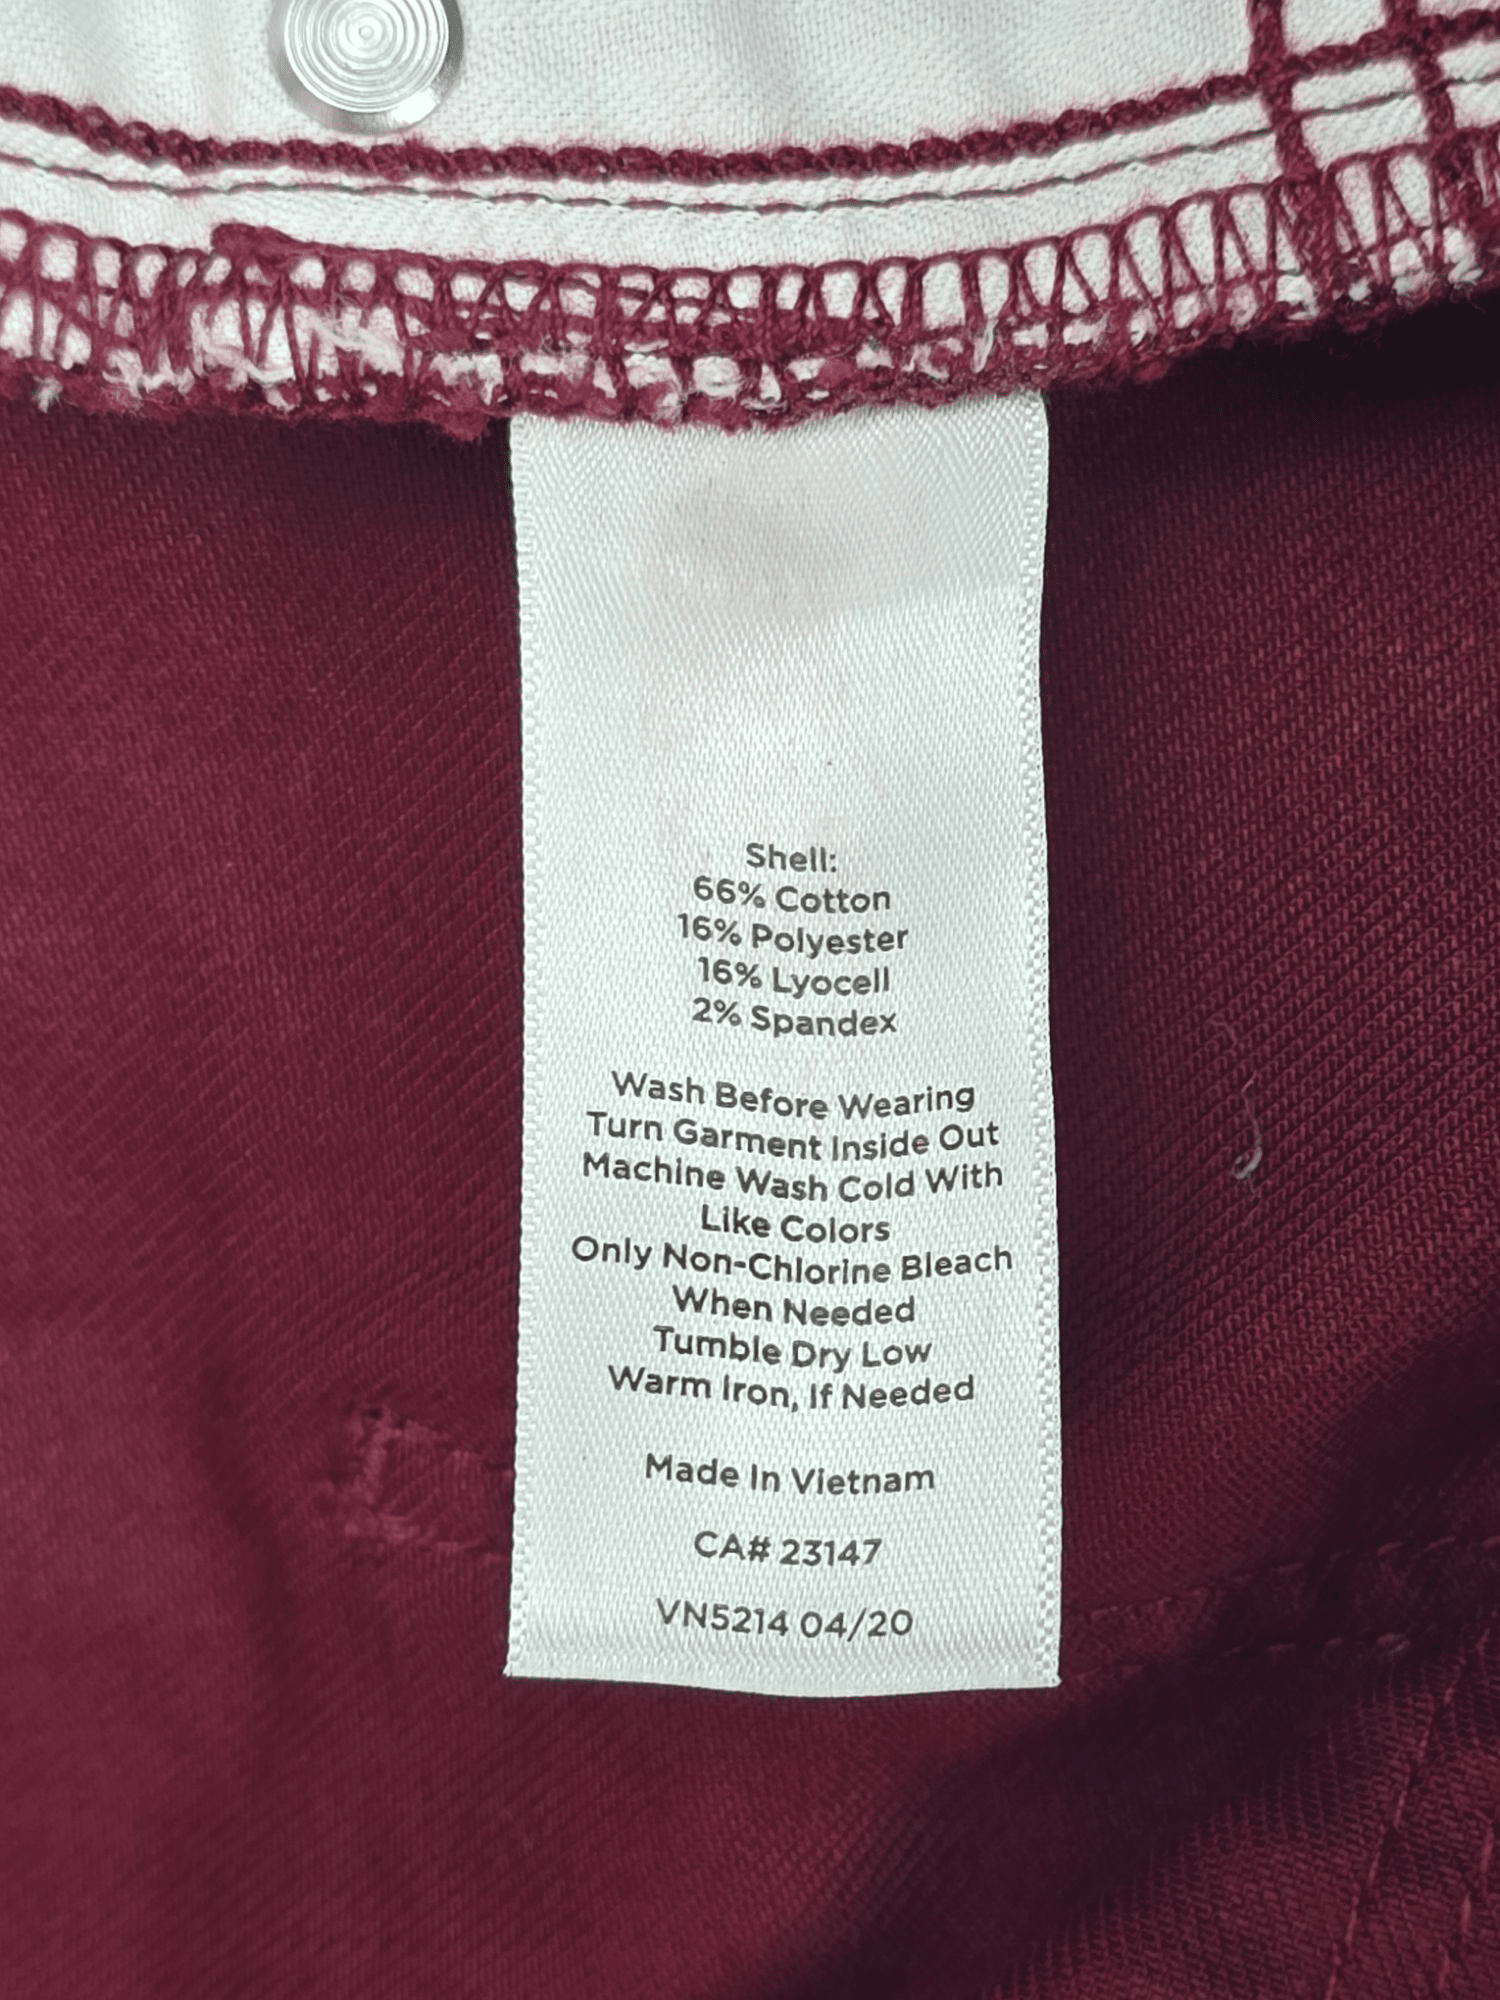 Shell:
66% Cotton
16% Polyester
16% Lyocell
2% Spandex
Wash Before Wearing
Turn Garment Inside Out
Machine Wash Cold With
Like Colors
Only Non-Chlorine Bleach
When Needed
Tumble Dry Low
Warm Iron, If Needed
Made In Vietnam
CA# 23147
VN5214 04/20